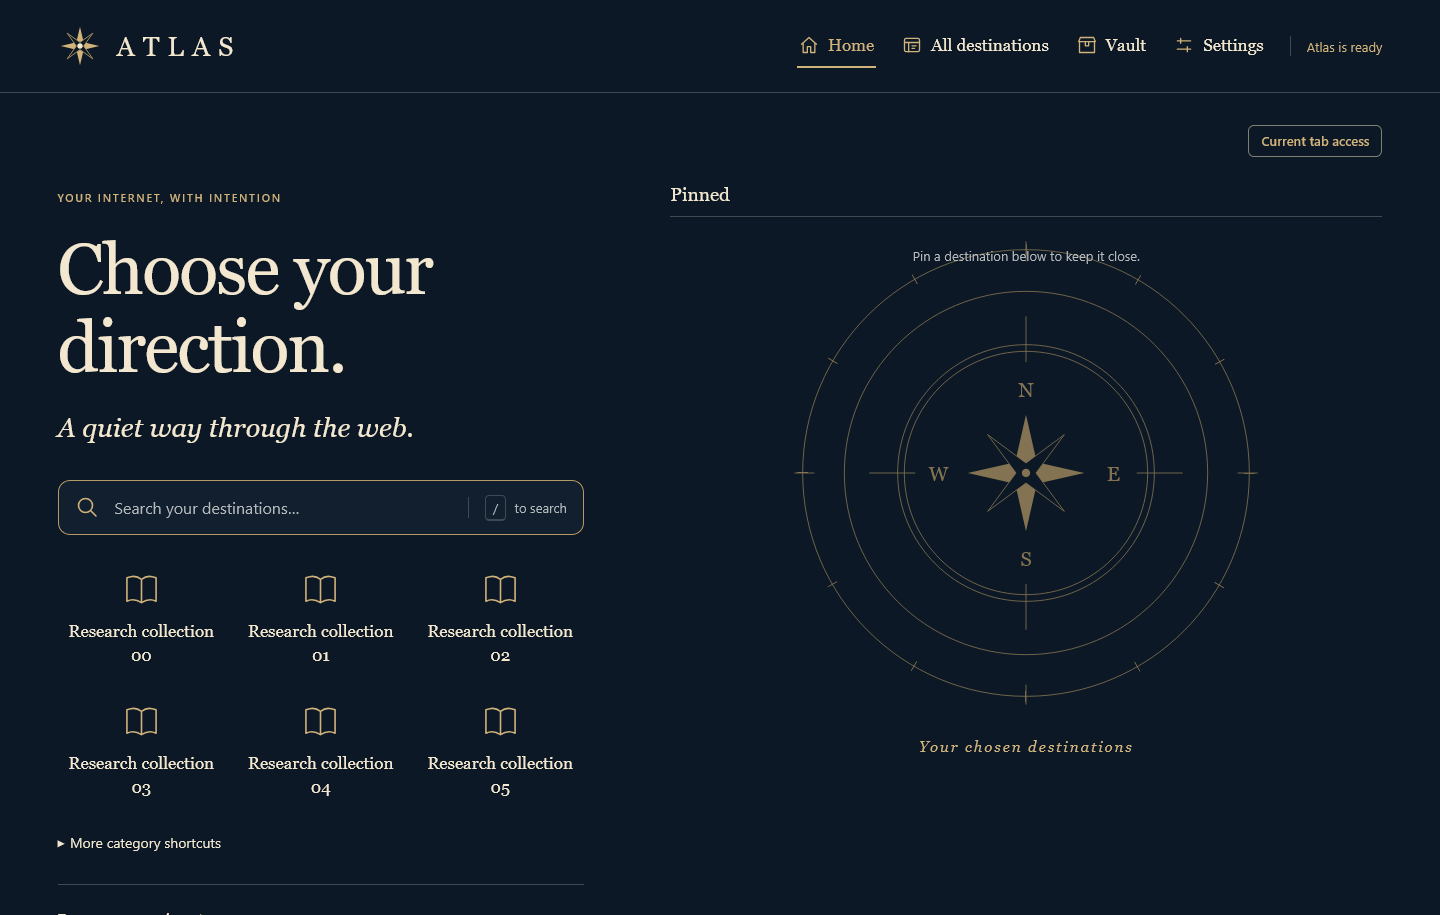 ATLAS
Home
All destinations
Vault
Settings
Atlas is ready
Current tab access
YOUR INTERNET, WITH INTENTION
Choose your
direction.
A quiet way through the web.
Search your destinations...
/ to search
Research collection
00
Research collection
01
Research collection
02
Research collection
03
Research collection
04
Research collection
05
More category shortcuts
Pinned
Pin a destination below to keep it close.
N
W
E
S
Your chosen destinations